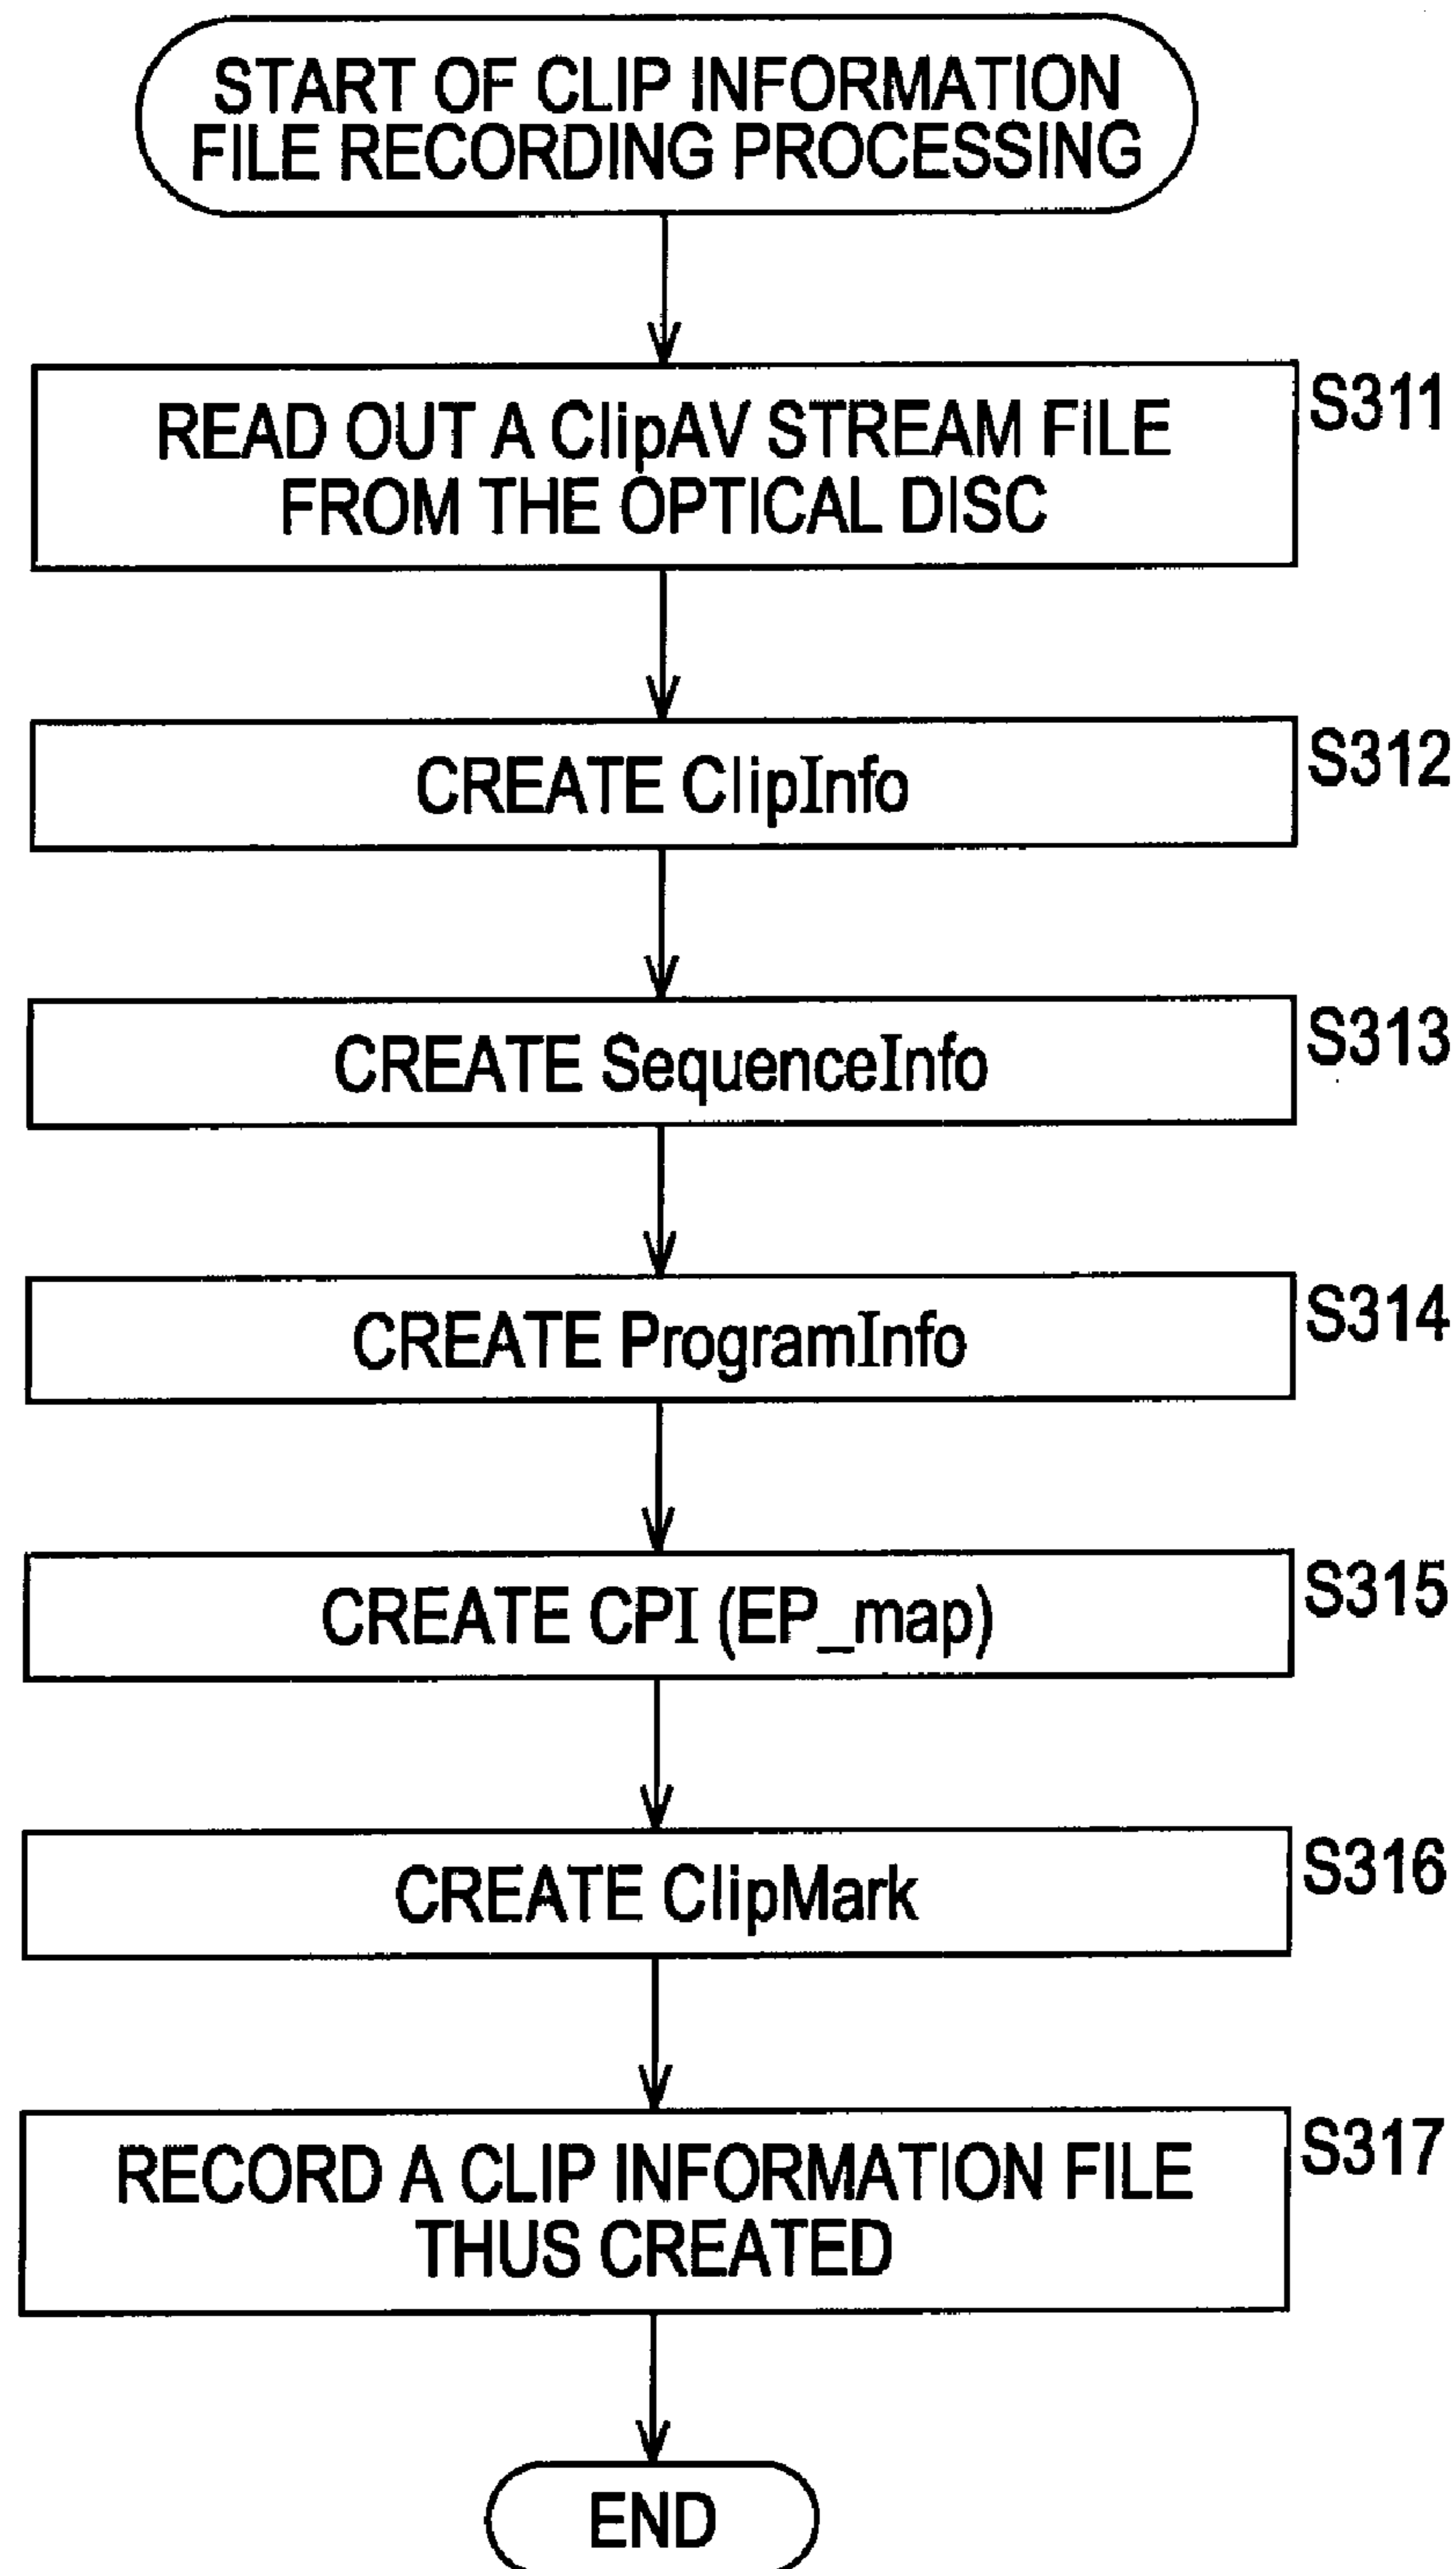 START OF CLIP INFORMATION
FILE RECORDING PROCESSING
READ OUT A ClipAV STREAM FILE
FROM THE OPTICAL DISC
S311
CREATE ClipInfo
S312
CREATE SequenceInfo
S313
CREATE ProgramInfo
S314
CREATE CPI (EP_map)
S315
CREATE ClipMark
S316
RECORD A CLIP INFORMATION FILE
THUS CREATED
S317
END